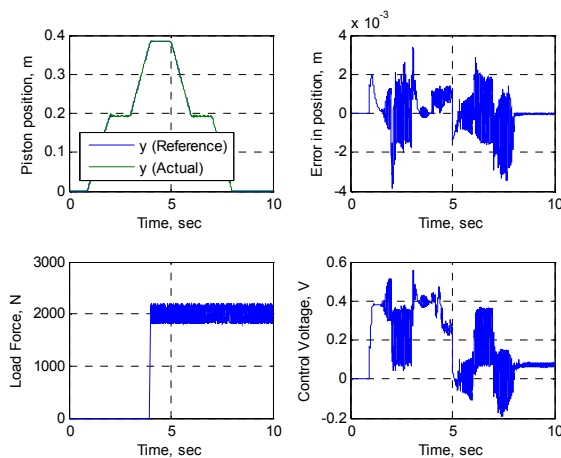 0.4
0.3
0.2
0.1
0
0
5
10
Piston position, m
Time, sec
y (Reference)
y (Actual)
x 10⁻³
4
2
0
-2
-4
0
5
10
Error in position, m
Time, sec
3000
2000
1000
0
0
5
10
Load Force, N
Time, sec
0.6
0.4
0.2
0
-0.2
0
5
10
Control Voltage, V
Time, sec